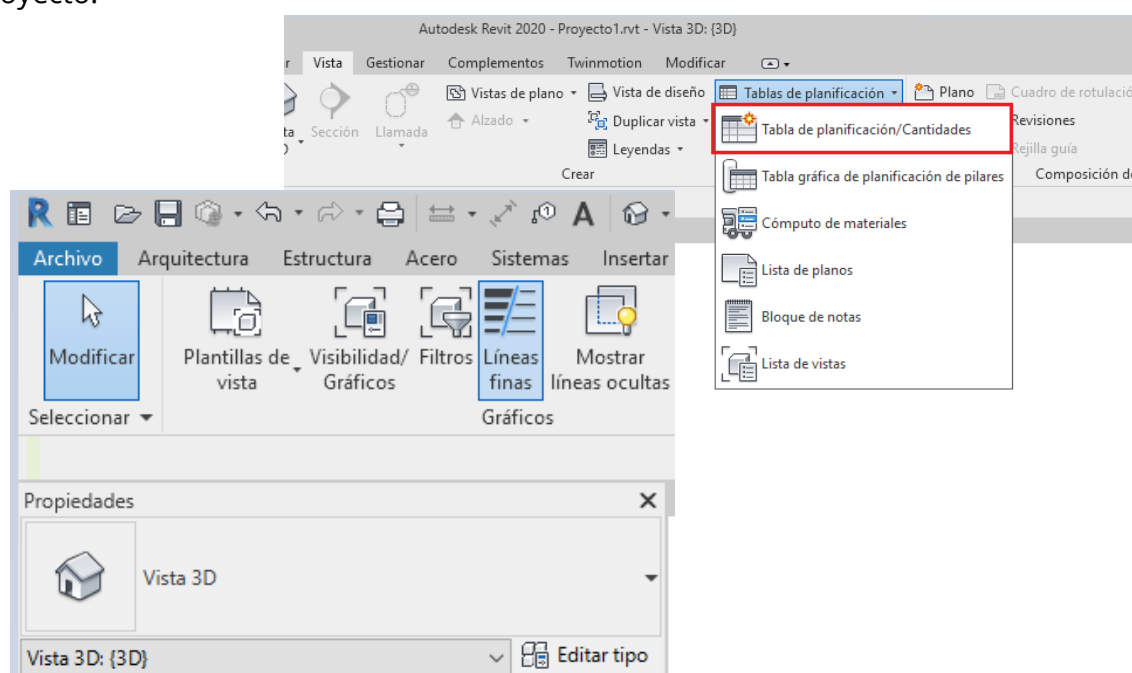 oyecto.
Autodesk Revit 2020 - Proyecto1.rvt - Vista 3D: {3D}
Vista Gestionar Complementos Twinmotion Modificar
Vistas de plano Vista de diseño Tablas de planificación Plano Cuadro de rotulació
Sección Llamada Alzado Duplicar vista Tabla de planificación/Cantidades Revisiones
Leyendas Rejilla guía
Crear Tabla gráfica de planificación de pilares Composición d
Cómputo de materiales
Lista de planos
Bloque de notas
Lista de vistas
R A
Archivo Arquitectura Estructura Acero Sistemas Insertar
Modificar Plantillas de vista Visibilidad/ Gráficos Filtros Líneas finas Mostrar líneas ocultas
Seleccionar Gráficos
Propiedades
Vista 3D
Vista 3D: {3D} Editar tipo